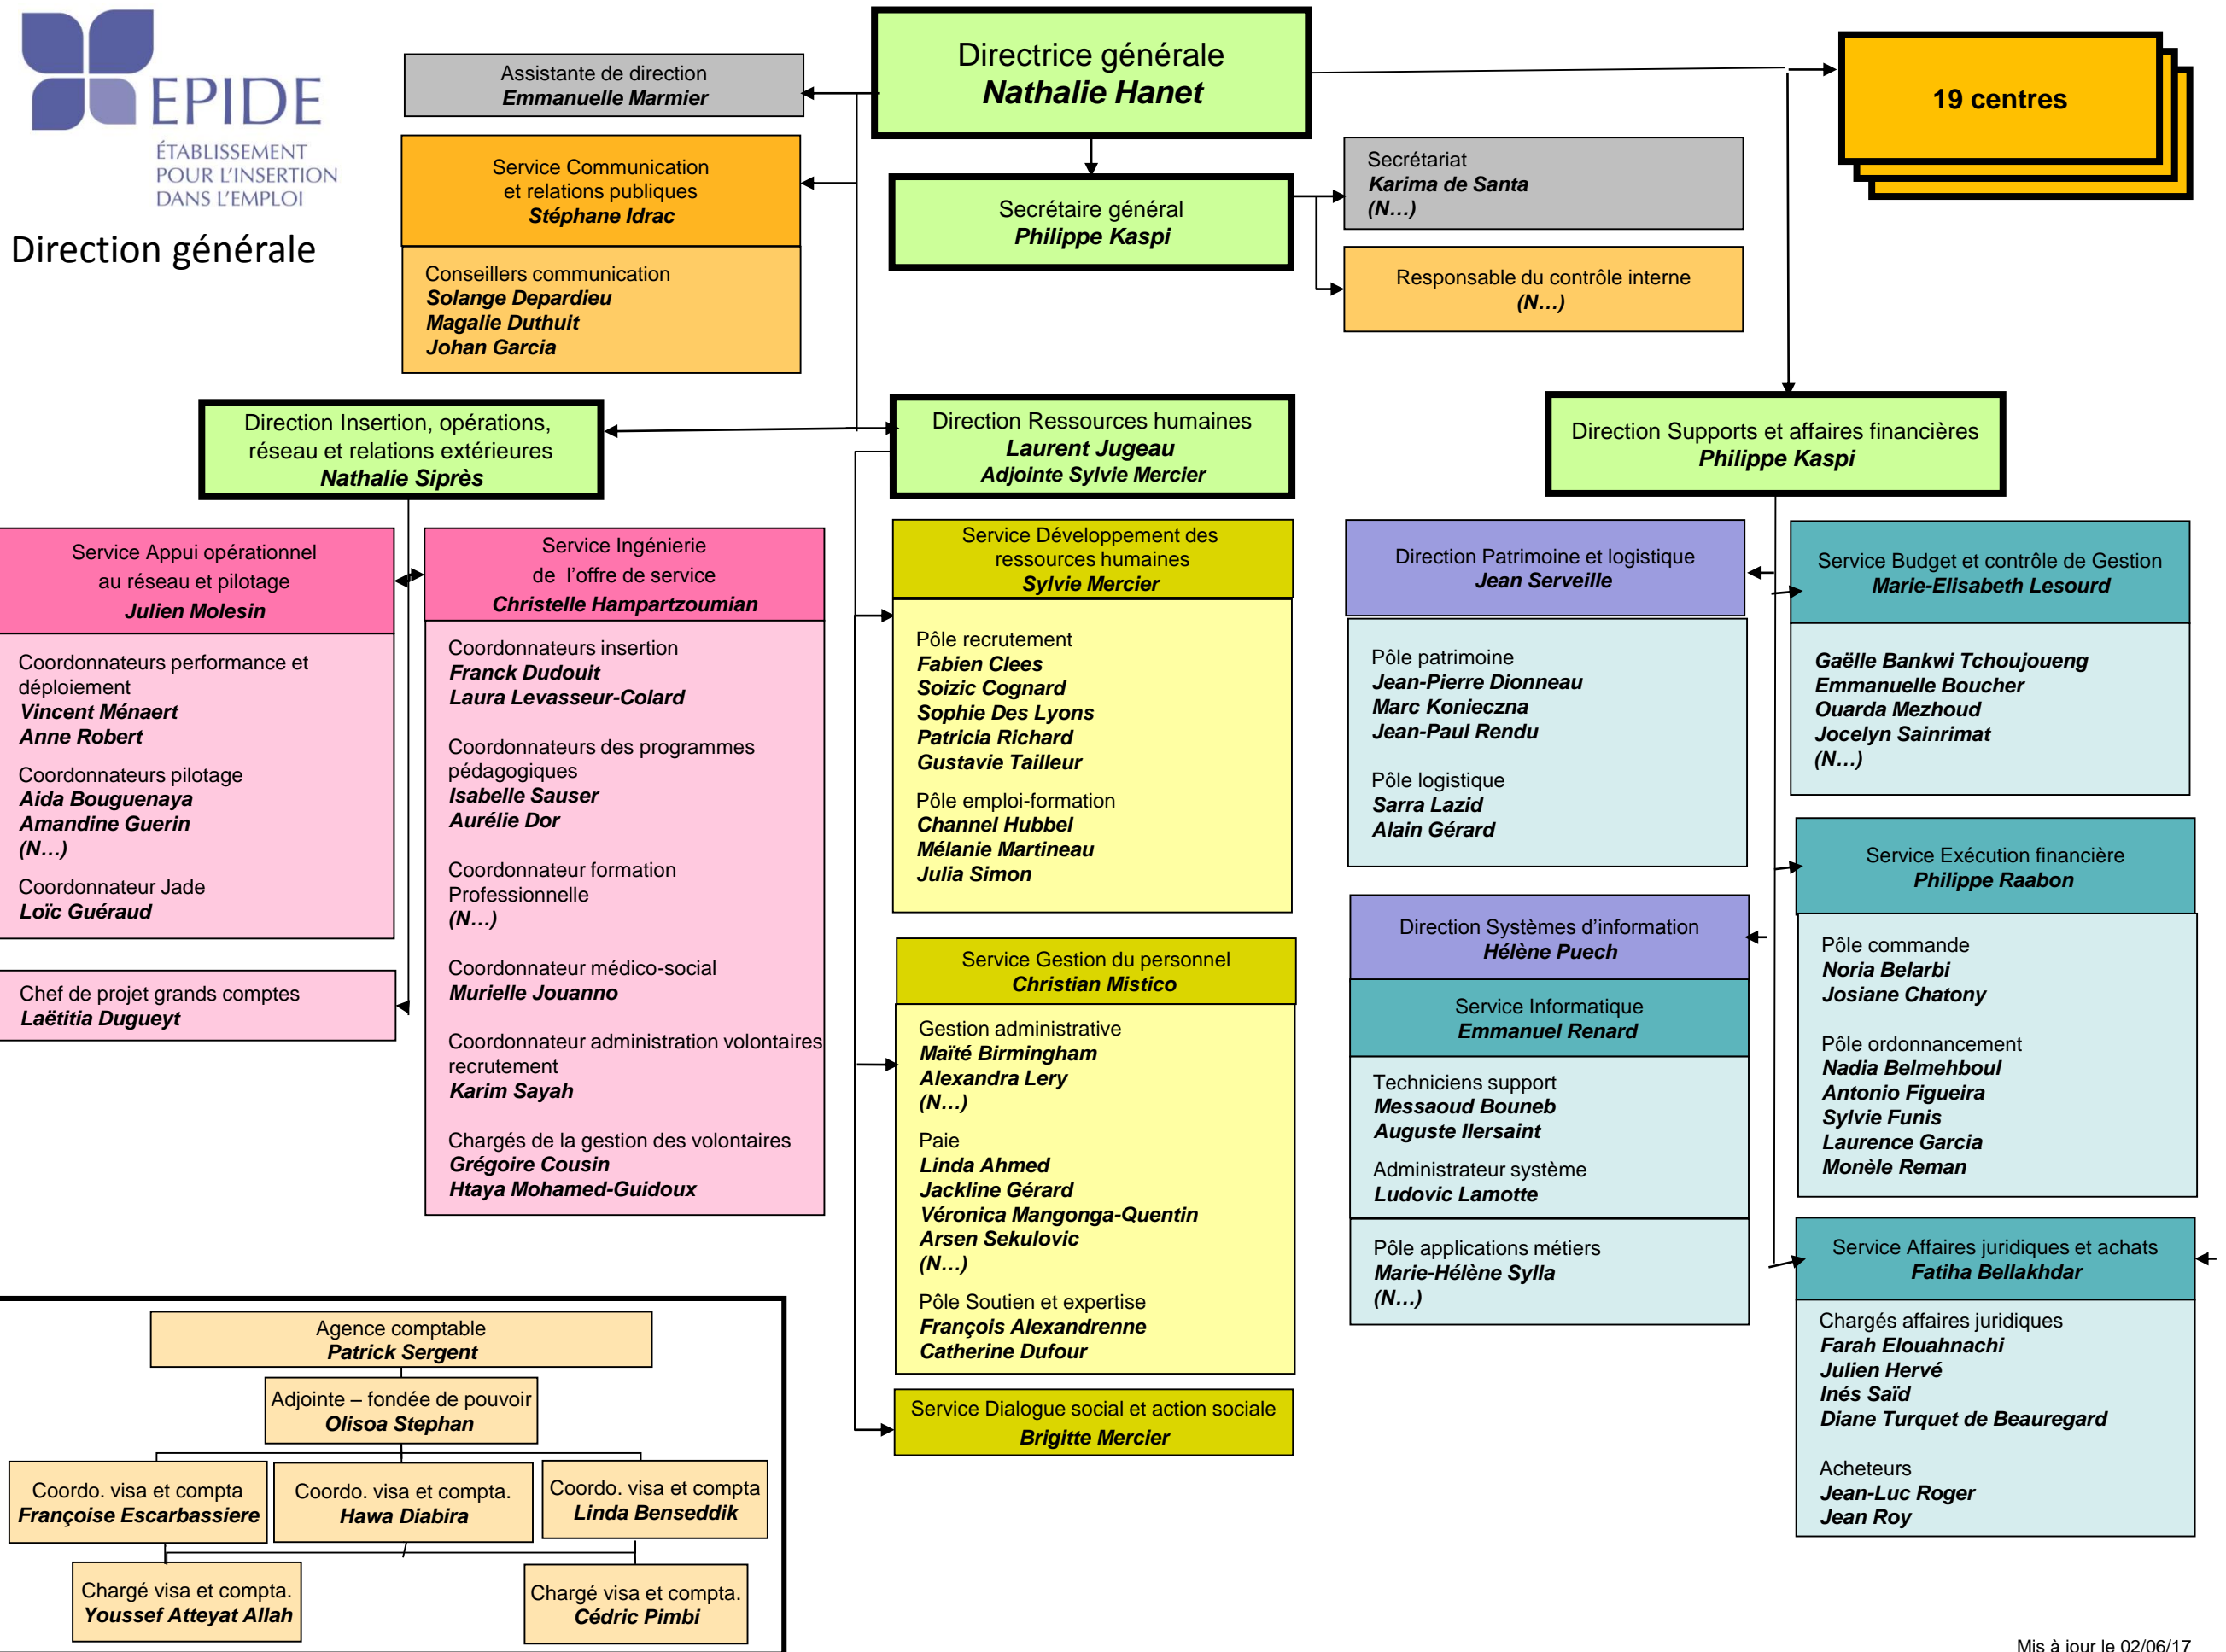 EPIDE
ÉTABLISSEMENT
POUR L'INSERTION
DANS L'EMPLOI
Direction générale
Directrice générale
Nathalie Hanet
19 centres
Assistante de direction
Emmanuelle Marmier
Service Communication
et relations publiques
Stéphane Idrac
Conseillers communication
Solange Depardieu
Magalie Duthuit
Johan Garcia
Secrétaire général
Philippe Kaspi
Secrétariat
Karima de Santa
(N…)
Responsable du contrôle interne
(N…)
Direction Insertion, opérations,
réseau et relations extérieures
Nathalie Siprès
Direction Ressources humaines
Laurent Jugeau
Adjointe Sylvie Mercier
Direction Supports et affaires financières
Philippe Kaspi
Service Appui opérationnel
au réseau et pilotage
Julien Molesin
Coordonnateurs performance et
déploiement
Vincent Ménaert
Anne Robert
Coordonnateurs pilotage
Aida Bouguenaya
Amandine Guerin
(N…)
Coordonnateur Jade
Loïc Guéraud
Chef de projet grands comptes
Laëtitia Dugueyt
Service Ingénierie
de l'offre de service
Christelle Hampartzoumian
Coordonnateurs insertion
Franck Dudouit
Laura Levasseur-Colard
Coordonnateurs des programmes
pédagogiques
Isabelle Sauser
Aurélie Dor
Coordonnateur formation
Professionnelle
(N…)
Coordonnateur médico-social
Murielle Jouanno
Coordonnateur administration volontaires
recrutement
Karim Sayah
Chargés de la gestion des volontaires
Grégoire Cousin
Htaya Mohamed-Guidoux
Service Développement des
ressources humaines
Sylvie Mercier
Pôle recrutement
Fabien Clees
Soizic Cognard
Sophie Des Lyons
Patricia Richard
Gustavie Tailleur
Pôle emploi-formation
Channel Hubbel
Mélanie Martineau
Julia Simon
Service Gestion du personnel
Christian Mistico
Gestion administrative
Maïté Birmingham
Alexandra Lery
(N…)
Paie
Linda Ahmed
Jackline Gérard
Véronica Mangonga-Quentin
Arsen Sekulovic
(N…)
Pôle Soutien et expertise
François Alexandrenne
Catherine Dufour
Service Dialogue social et action sociale
Brigitte Mercier
Direction Patrimoine et logistique
Jean Serveille
Pôle patrimoine
Jean-Pierre Dionneau
Marc Konieczna
Jean-Paul Rendu
Pôle logistique
Sarra Lazid
Alain Gérard
Direction Systèmes d'information
Hélène Puech
Service Informatique
Emmanuel Renard
Techniciens support
Messaoud Bouneb
Auguste Ilersaint
Administrateur système
Ludovic Lamotte
Pôle applications métiers
Marie-Hélène Sylla
(N…)
Service Budget et contrôle de Gestion
Marie-Elisabeth Lesourd
Gaëlle Bankwi Tchoujoueng
Emmanuelle Boucher
Ouarda Mezhoud
Jocelyn Sainrimat
(N…)
Service Exécution financière
Philippe Raabon
Pôle commande
Noria Belarbi
Josiane Chatony
Pôle ordonnancement
Nadia Belmehboul
Antonio Figueira
Sylvie Funis
Laurence Garcia
Monèle Reman
Service Affaires juridiques et achats
Fatiha Bellakhdar
Chargés affaires juridiques
Farah Elouahnachi
Julien Hervé
Inés Saïd
Diane Turquet de Beauregard
Acheteurs
Jean-Luc Roger
Jean Roy
Agence comptable
Patrick Sergent
Adjointe – fondée de pouvoir
Olisoa Stephan
Coordo. visa et compta
Françoise Escarbassiere
Coordo. visa et compta.
Hawa Diabira
Coordo. visa et compta
Linda Benseddik
Chargé visa et compta.
Youssef Atteyat Allah
Chargé visa et compta.
Cédric Pimbi
Mis à jour le 02/06/17